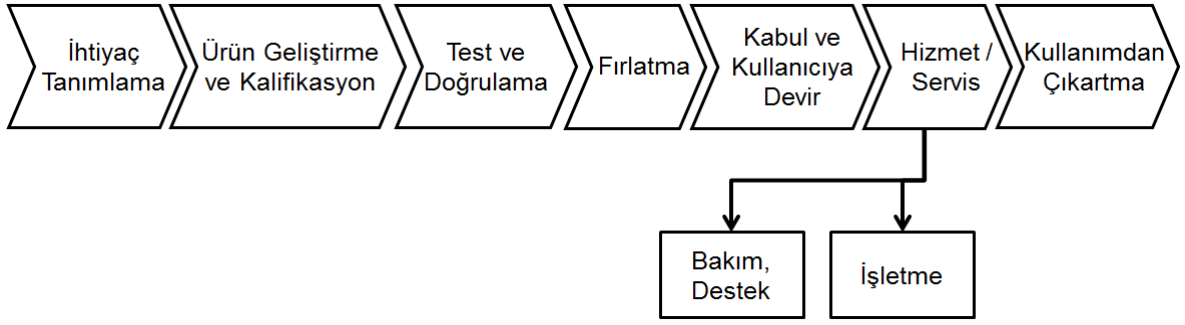 İhtiyaç
Tanımlama
Ürün Geliştirme
ve Kalifikasyon
Test ve
Doğrulama
Fırlatma
Kabul ve
Kullanıcıya
Devir
Hizmet /
Servis
Kullanımdan
Çıkartma
Bakım,
Destek
İşletme